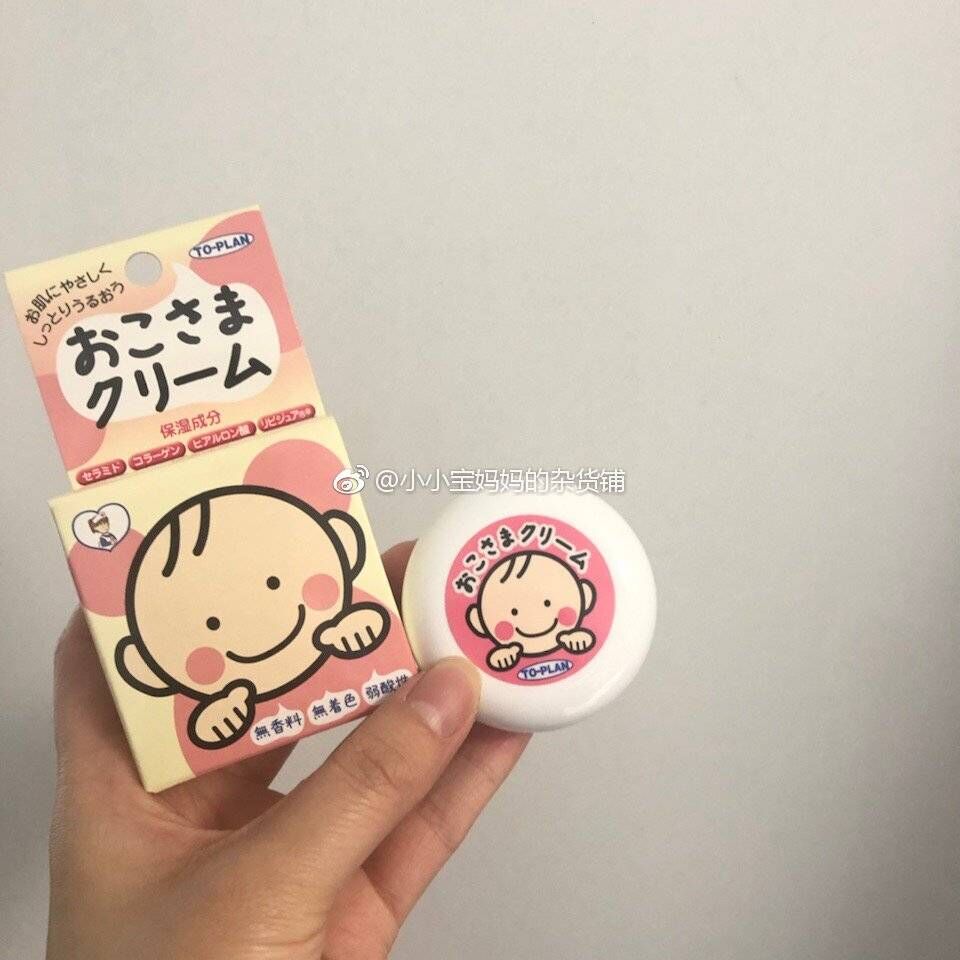 TO-PLAN
お肌にやさしく
しっとりうるおう
おこさま
クリーム
保湿成分
セラミド コラーゲン ヒアルロン酸 リピジュア
@小小宝妈妈的杂货铺
おこさまクリーム
TO-PLAN
無香料 無着色 弱酸性